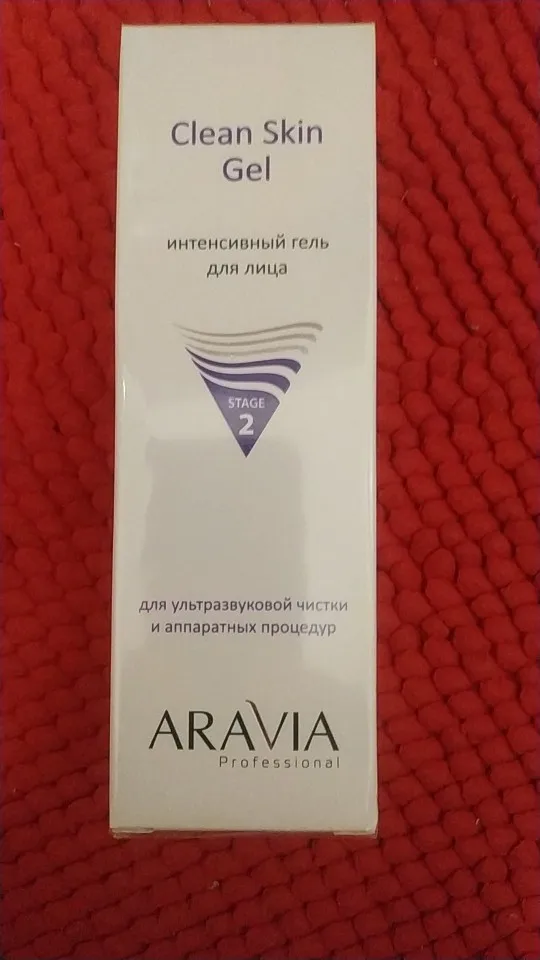 Clean Skin
Gel
интенсивный гель
для лица
STAGE
2
для ультразвуковой чистки
и аппаратных процедур
ARAVIA
Professional